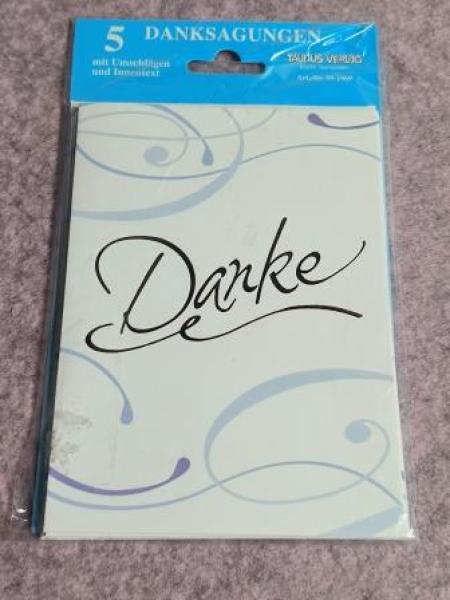 5 DANKSAGUNGEN
mit Umschlägen
und Innentext
TAUNUS VERLAG
Danke